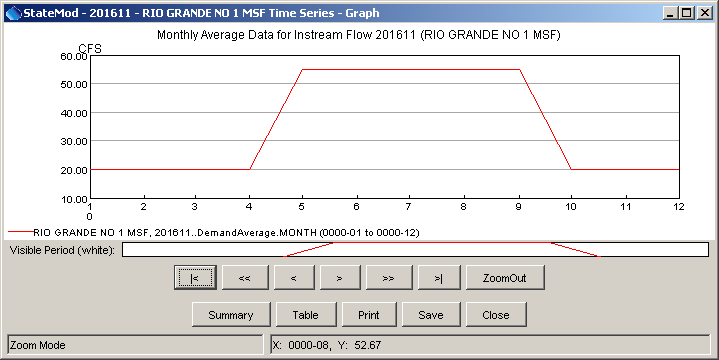 StateMod - 201611 - RIO GRANDE NO 1 MSF Time Series - Graph
Monthly Average Data for Instream Flow 201611 (RIO GRANDE NO 1 MSF)
CFS
60.00
50.00
40.00
30.00
20.00
10.00
1 2 3 4 5 6 7 8 9 10 11 12
0
RIO GRANDE NO 1 MSF, 201611..DemandAverage.MONTH (0000-01 to 0000-12)
Visible Period (white):
|< << < > >> >| ZoomOut
Summary Table Print Save Close
Zoom Mode X: 0000-08, Y: 52.67